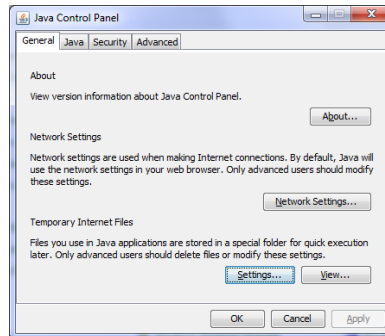 Java Control Panel
General Java Security Advanced
About
View version information about Java Control Panel.
About...
Network Settings
Network settings are used when making Internet connections. By default, Java will
use the network settings in your web browser. Only advanced users should modify
these settings.
Network Settings...
Temporary Internet Files
Files you use in Java applications are stored in a special folder for quick execution
later. Only advanced users should delete files or modify these settings.
Settings... View...
OK Cancel Apply